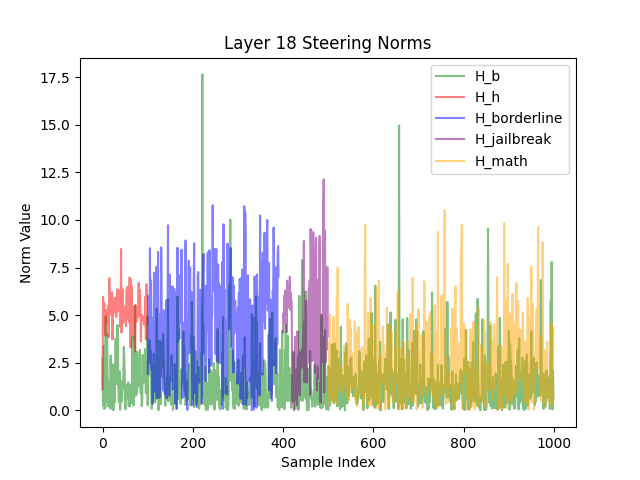 Layer 18 Steering Norms
Norm Value
17.5
15.0
12.5
10.0
7.5
5.0
2.5
0.0
H_b
H_h
H_borderline
H_jailbreak
H_math
0
200
400
600
800
1000
Sample Index